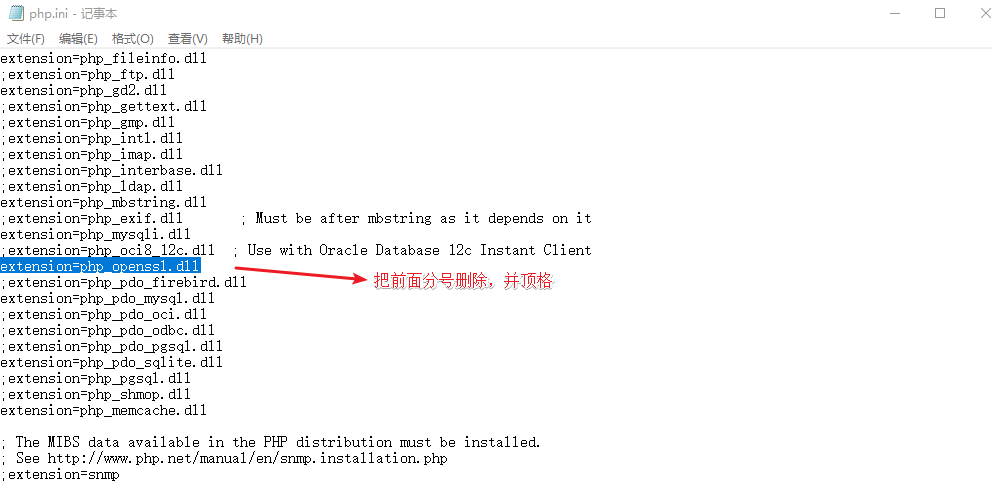 php.ini - 记事本
文件(F) 编辑(E) 格式(O) 查看(V) 帮助(H)
extension=php_fileinfo.dll
;extension=php_ftp.dll
extension=php_gd2.dll
;extension=php_gettext.dll
;extension=php_gmp.dll
;extension=php_intl.dll
;extension=php_imap.dll
;extension=php_interbase.dll
;extension=php_ldap.dll
extension=php_mbstring.dll
;extension=php_exif.dll ; Must be after mbstring as it depends on it
extension=php_mysqli.dll
;extension=php_oci8_12c.dll ; Use with Oracle Database 12c Instant Client
extension=php_openssl.dll
把前面分号删除，并顶格
;extension=php_pdo_firebird.dll
extension=php_pdo_mysql.dll
;extension=php_pdo_oci.dll
;extension=php_pdo_odbc.dll
;extension=php_pdo_pgsql.dll
extension=php_pdo_sqlite.dll
;extension=php_pgsql.dll
;extension=php_shmop.dll
extension=php_memcache.dll
; The MIBS data available in the PHP distribution must be installed.
; See http://www.php.net/manual/en/snmp.installation.php
;extension=snmp